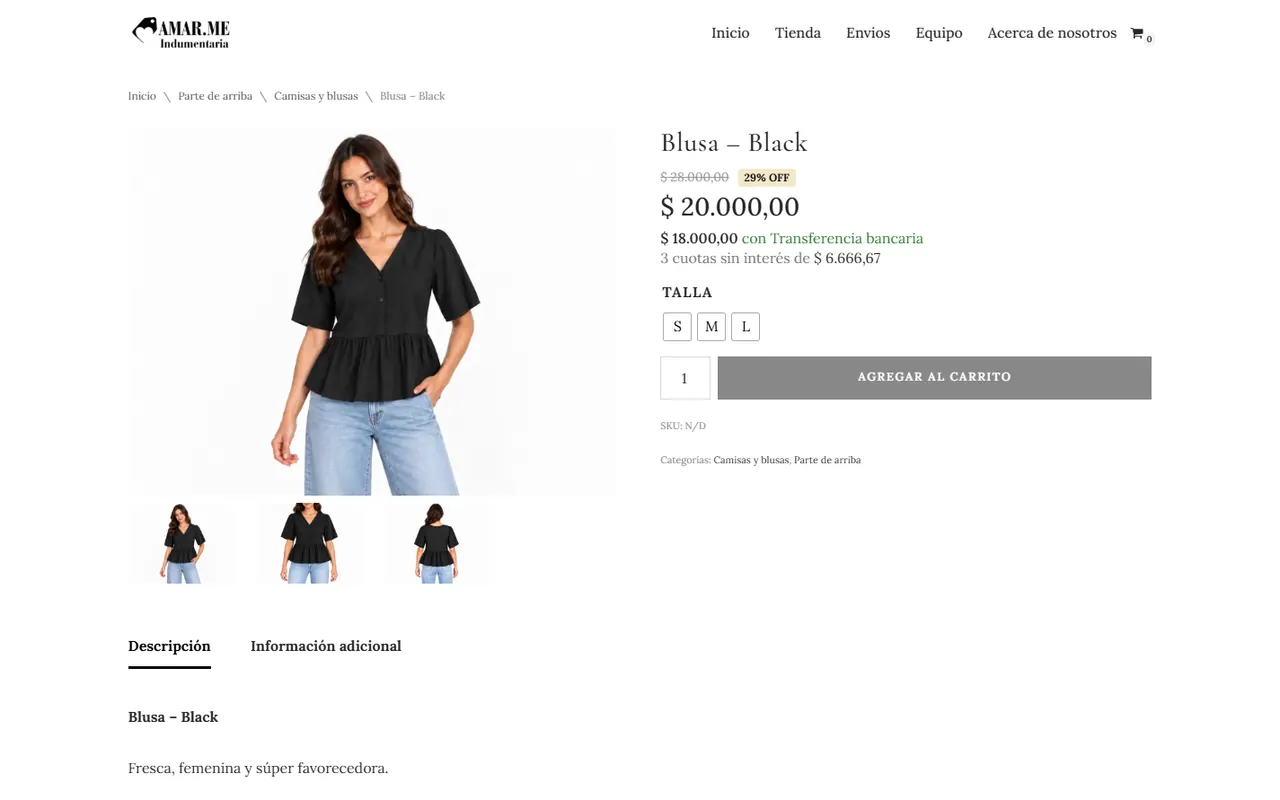 AMAR.ME
Indumentaria
Inicio Tienda Envios Equipo Acerca de nosotros 0
Inicio \ Parte de arriba \ Camisas y blusas \ Blusa – Black
Blusa – Black
$ 28.000,00 29% OFF
$ 20.000,00
$ 18.000,00 con Transferencia bancaria
3 cuotas sin interés de $ 6.666,67
TALLA
S M L
1 AGREGAR AL CARRITO
SKU: N/D
Categorías: Camisas y blusas, Parte de arriba
Descripción Información adicional
Blusa – Black
Fresca, femenina y súper favorecedora.